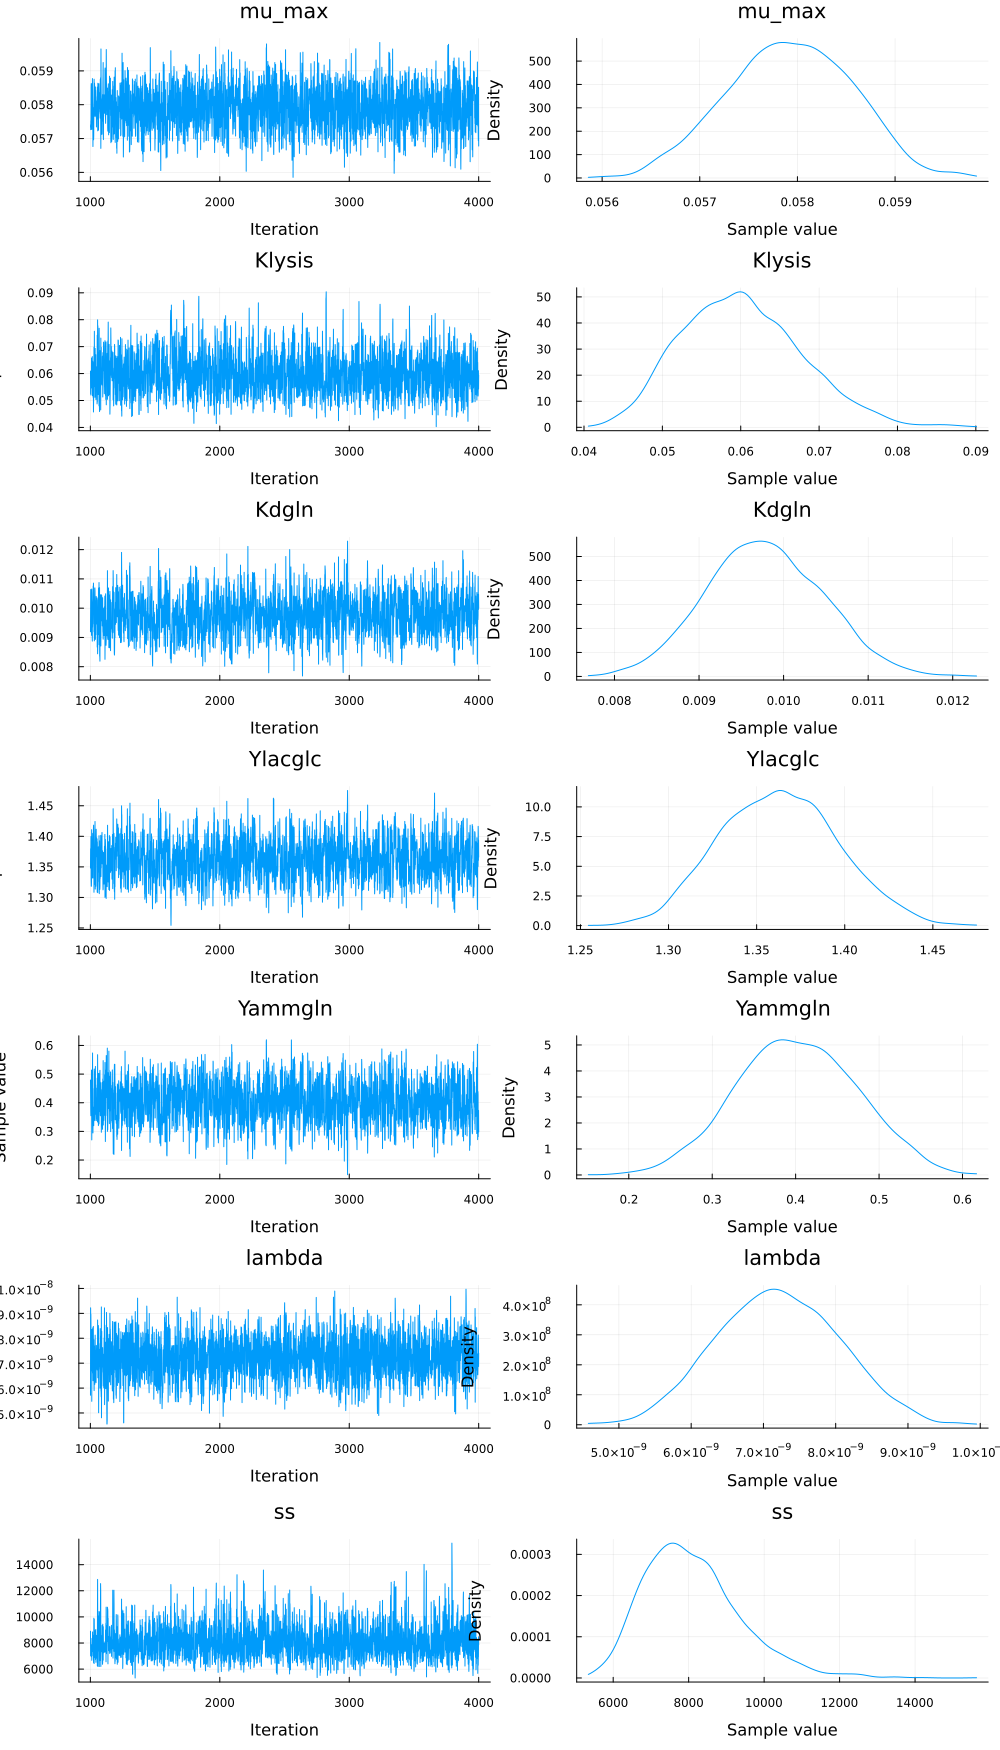 mu_max mu_max
0.059
0.058
0.057
0.056
1000 2000 3000 4000
Iteration
Density
500
400
300
200
100
0
0.056 0.057 0.058 0.059
Sample value
Klysis Klysis
0.09
0.08
0.07
0.06
0.05
0.04
1000 2000 3000 4000
Iteration
Density
50
40
30
20
10
0
0.04 0.05 0.06 0.07 0.08 0.09
Sample value
Kdgln Kdgln
0.012
0.011
0.010
0.009
0.008
1000 2000 3000 4000
Iteration
Density
500
400
300
200
100
0
0.008 0.009 0.010 0.011 0.012
Sample value
Ylacglc Ylacglc
1.45
1.40
1.35
1.30
1.25
1000 2000 3000 4000
Iteration
Density
10.0
7.5
5.0
2.5
0.0
1.25 1.30 1.35 1.40 1.45
Sample value
Yammgln Yammgln
Sample value
0.6
0.5
0.4
0.3
0.2
1000 2000 3000 4000
Iteration
Density
5
4
3
2
1
0
0.2 0.3 0.4 0.5 0.6
Sample value
lambda lambda
1.0×10⁻⁸
9.0×10⁻⁹
8.0×10⁻⁹
7.0×10⁻⁹
6.0×10⁻⁹
5.0×10⁻⁹
1000 2000 3000 4000
Iteration
Density
4.0×10⁸
3.0×10⁸
2.0×10⁸
1.0×10⁸
0
5.0×10⁻⁹ 6.0×10⁻⁹ 7.0×10⁻⁹ 8.0×10⁻⁹ 9.0×10⁻⁹ 1.0×10⁻
Sample value
ss ss
14000
12000
10000
8000
6000
1000 2000 3000 4000
Iteration
Density
0.0003
0.0002
0.0001
0.0000
6000 8000 10000 12000 14000
Sample value